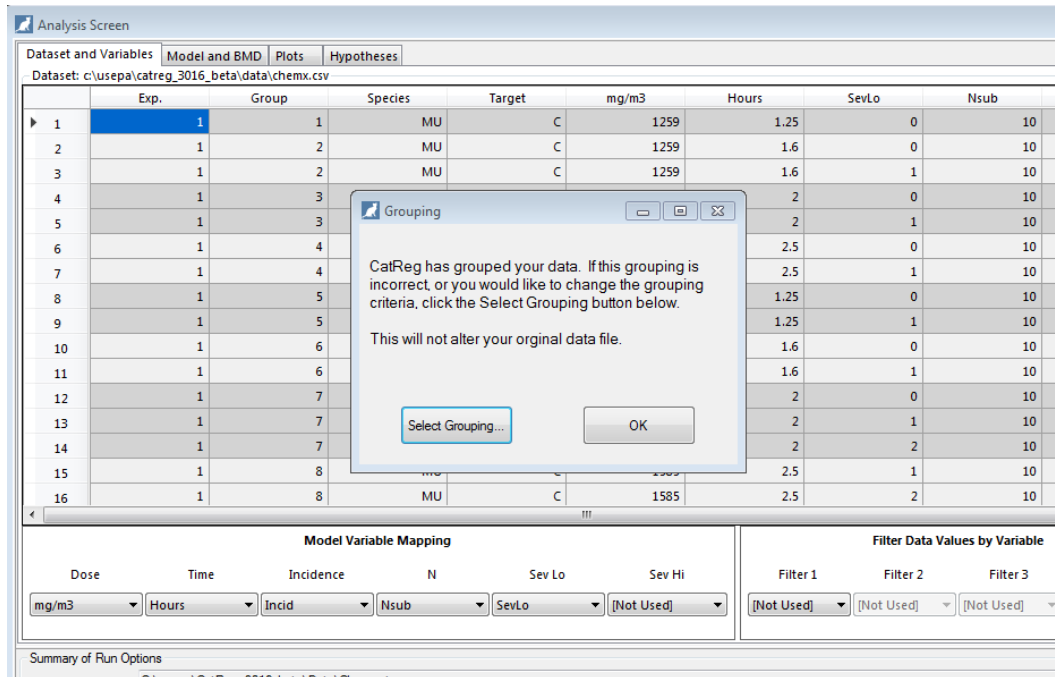 Analysis Screen
Dataset and Variables Model and BMD Plots Hypotheses
Dataset: c:\usepa\catreg_3016_beta\data\chemx.csv
Exp. Group Species Target mg/m3 Hours SevLo Nsub
1 1 1 MU C 1259 1.25 0 10
2 1 2 MU C 1259 1.6 0 10
3 1 2 MU C 1259 1.6 1 10
4 1 3 2 0 10
5 1 3 2 1 10
6 1 4 2.5 0 10
7 1 4 2.5 1 10
8 1 5 1.25 0 10
9 1 5 1.25 1 10
10 1 6 1.6 0 10
11 1 6 1.6 1 10
12 1 7 2 0 10
13 1 7 2 1 10
14 1 7 2 2 10
15 1 8 2.5 1 10
16 1 8 MU C 1585 2.5 2 10
Grouping
CatReg has grouped your data. If this grouping is
incorrect, or you would like to change the grouping
criteria, click the Select Grouping button below.
This will not alter your orginal data file.
Select Grouping... OK
Model Variable Mapping
Dose Time Incidence N Sev Lo Sev Hi
mg/m3 Hours Incid Nsub SevLo [Not Used]
Filter Data Values by Variable
Filter 1 Filter 2 Filter 3
[Not Used] [Not Used] [Not Used]
Summary of Run Options